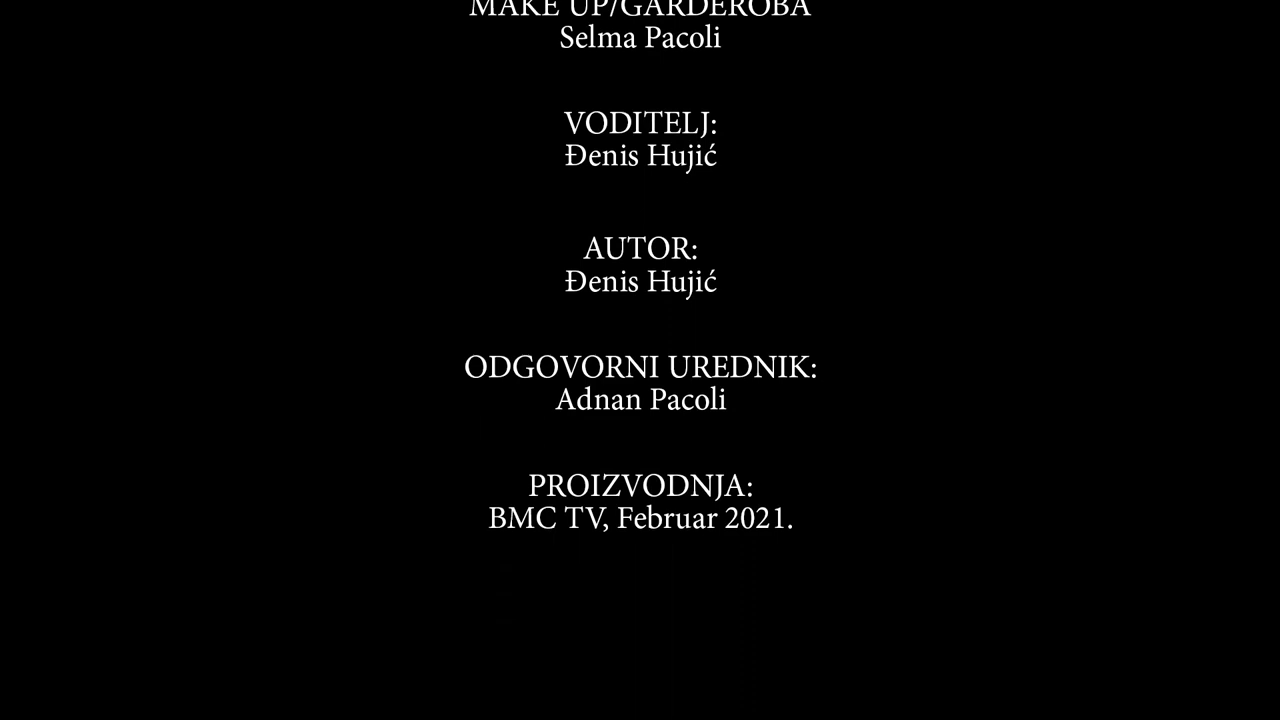 MAKE UP/GARDEROBA
Selma Pacoli
VODITELJ:
Đenis Hujić
AUTOR:
Đenis Hujić
ODGOVORNI UREDNIK:
Adnan Pacoli
PROIZVODNJA:
BMC TV, Februar 2021.